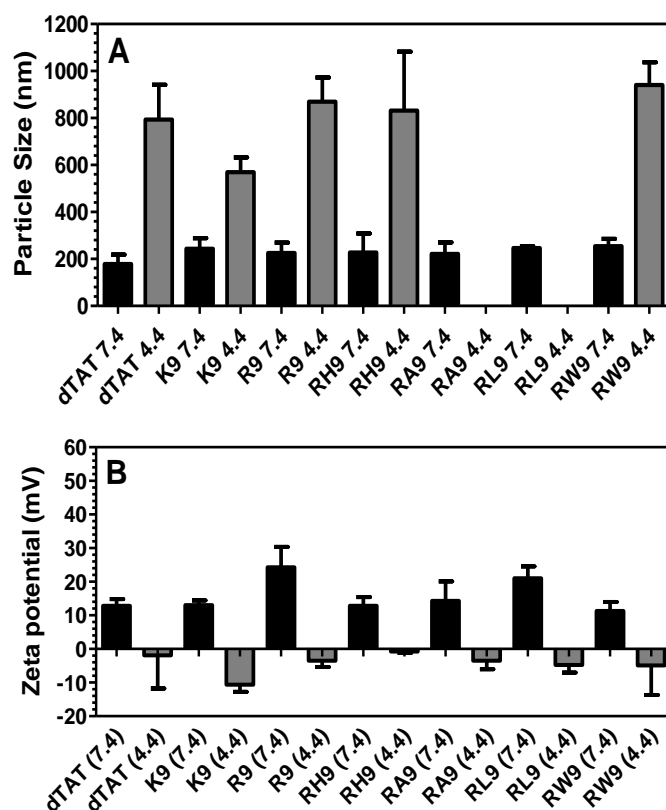 A
Particle Size (nm)
1200
1000
800
600
400
200
0
dTAT 7.4
dTAT 4.4
K9 7.4
K9 4.4
R9 7.4
R9 4.4
RH9 7.4
RH9 4.4
RA9 7.4
RA9 4.4
RL9 7.4
RL9 4.4
RW9 7.4
RW9 4.4
B
Zeta potential (mV)
60
50
40
30
20
10
0
-10
-20
dTAT (7.4)
dTAT (4.4)
K9 (7.4)
K9 (4.4)
R9 (7.4)
R9 (4.4)
RH9 (7.4)
RH9 (4.4)
RA9 (7.4)
RA9 (4.4)
RL9 (7.4)
RL9 (4.4)
RW9 (7.4)
RW9 (4.4)